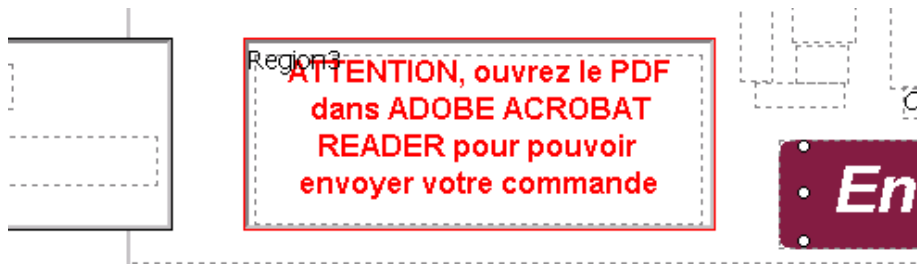 Region3
ATTENTION, ouvrez le PDF
dans ADOBE ACROBAT
READER pour pouvoir
envoyer votre commande
En